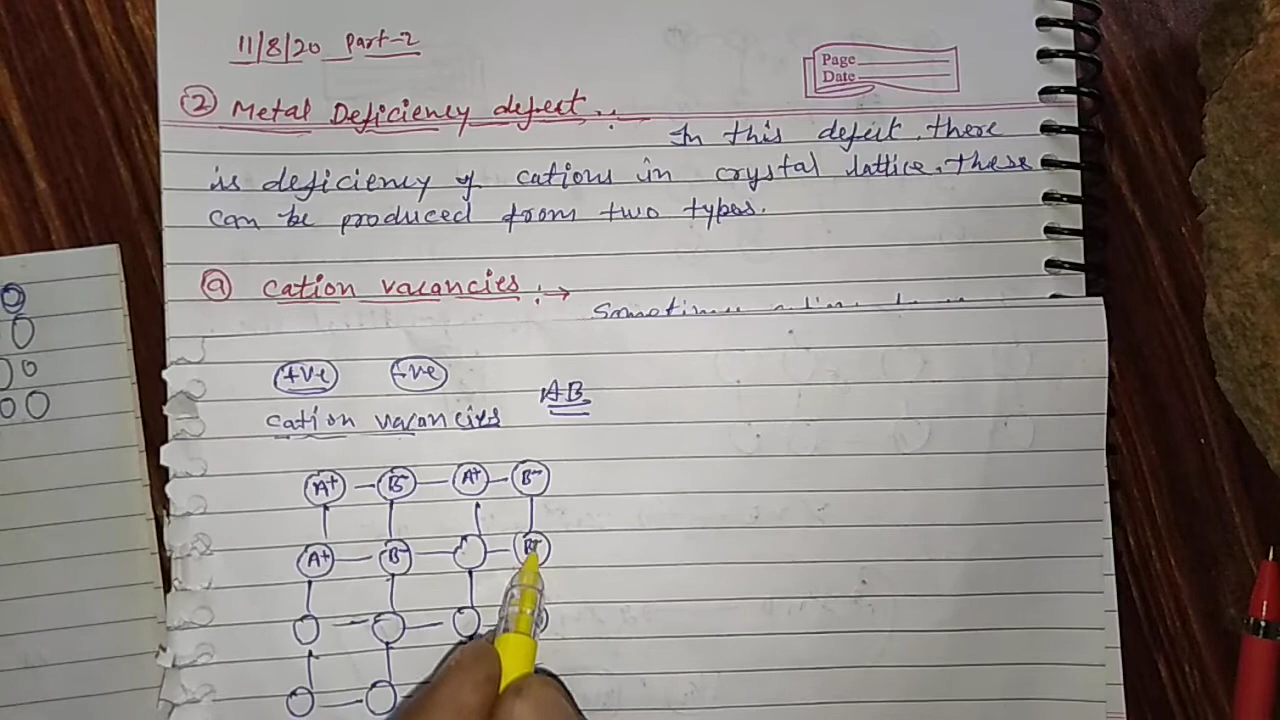 11/8/20 Part-2
Page
Date
② Metal Deficiency defect :-
In this defect, there
is deficiency of cations in crystal lattice. These
can be produced from two types.
ⓐ Cation vacancies :→
+ve +ve
cation vacancies AB
A+ B- A+ B-
A+ B- B-